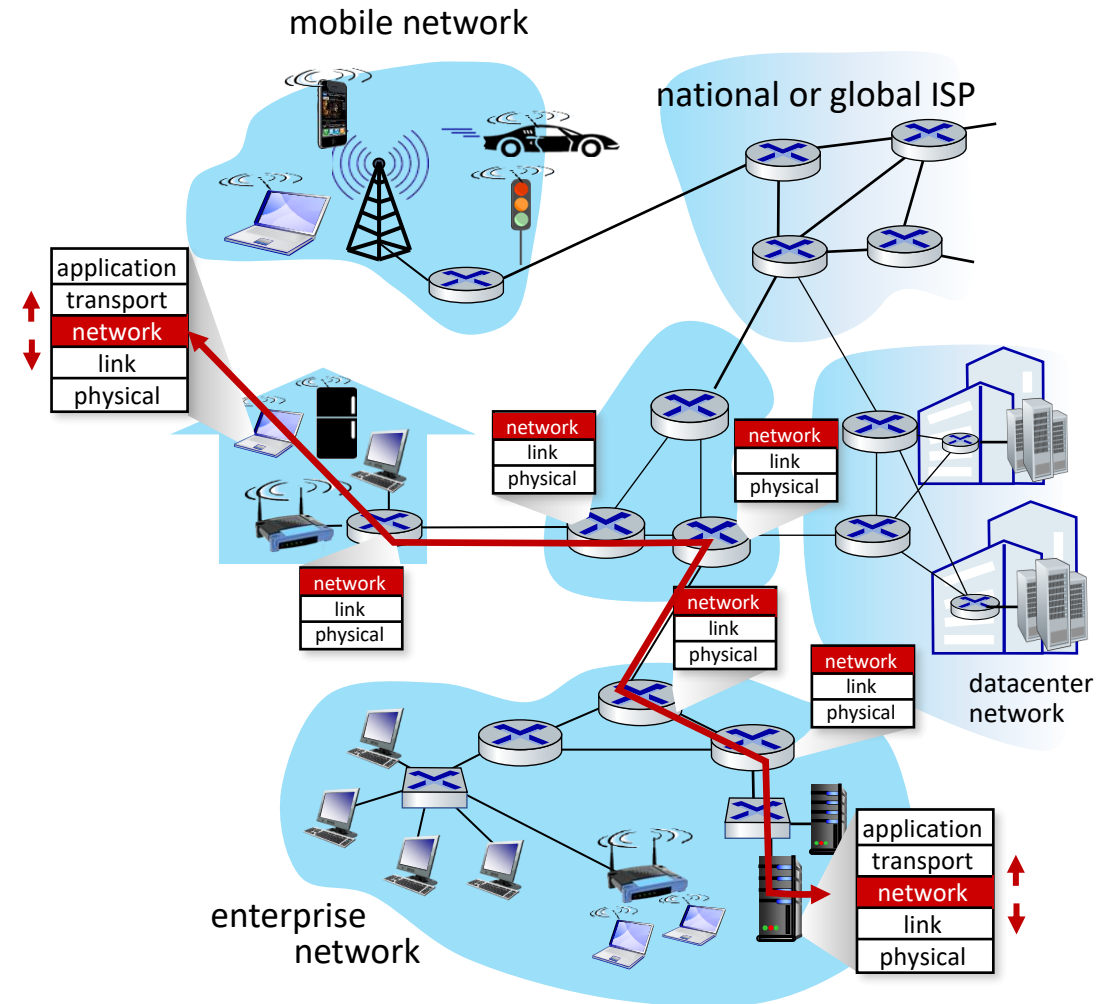 mobile network
national or global ISP
application
transport
network
link
physical
network
link
physical
network
link
physical
network
link
physical
network
link
physical
network
link
physical
datacenter
network
application
transport
network
link
physical
enterprise
network